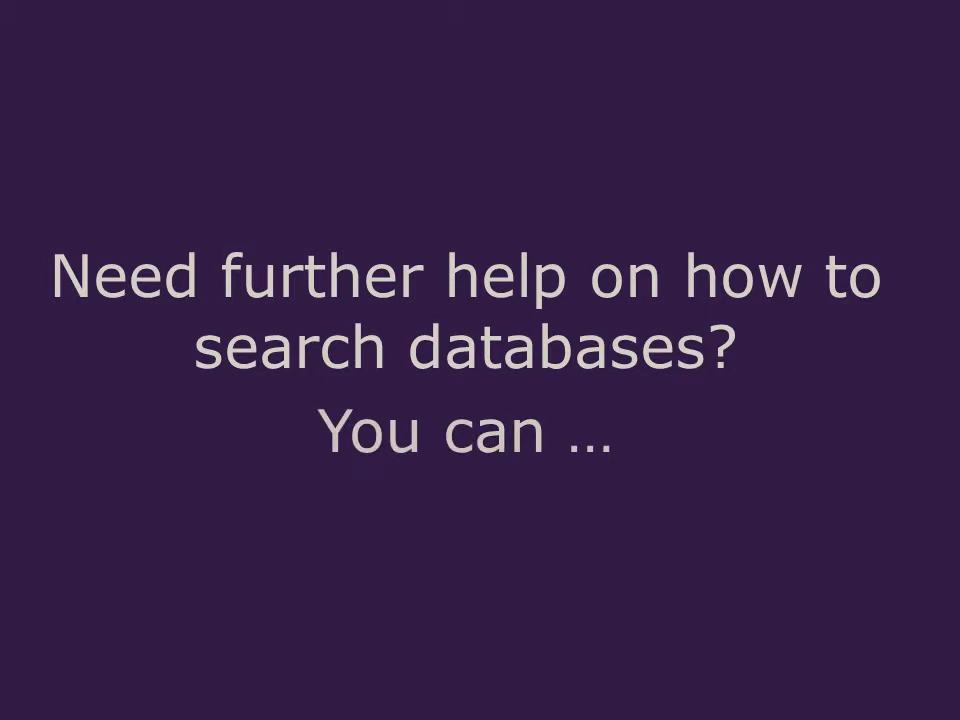 Need further help on how to
search databases?
You can …